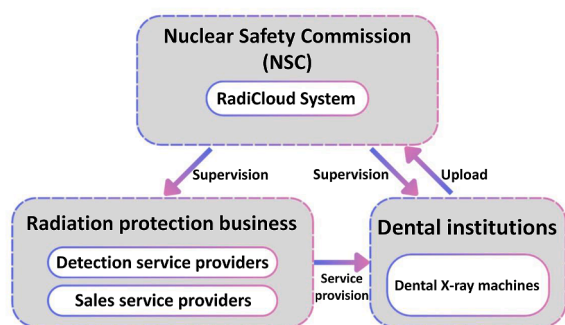 Nuclear Safety Commission
(NSC)
RadiCloud System
Supervision
Supervision
Upload
Radiation protection business
Detection service providers
Sales service providers
Service
provision
Dental institutions
Dental X-ray machines